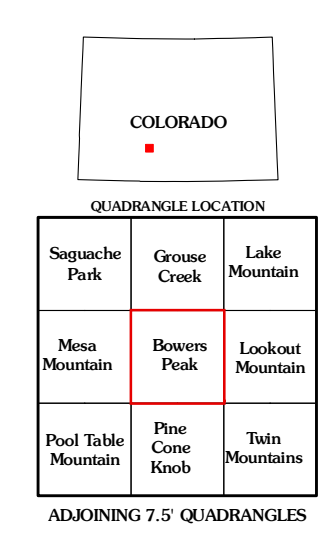 COLORADO
QUADRANGLE LOCATION
Saguache
Park
Grouse
Creek
Lake
Mountain
Mesa
Mountain
Bowers
Peak
Lookout
Mountain
Pool Table
Mountain
Pine
Cone
Knob
Twin
Mountains
ADJOINING 7.5' QUADRANGLES